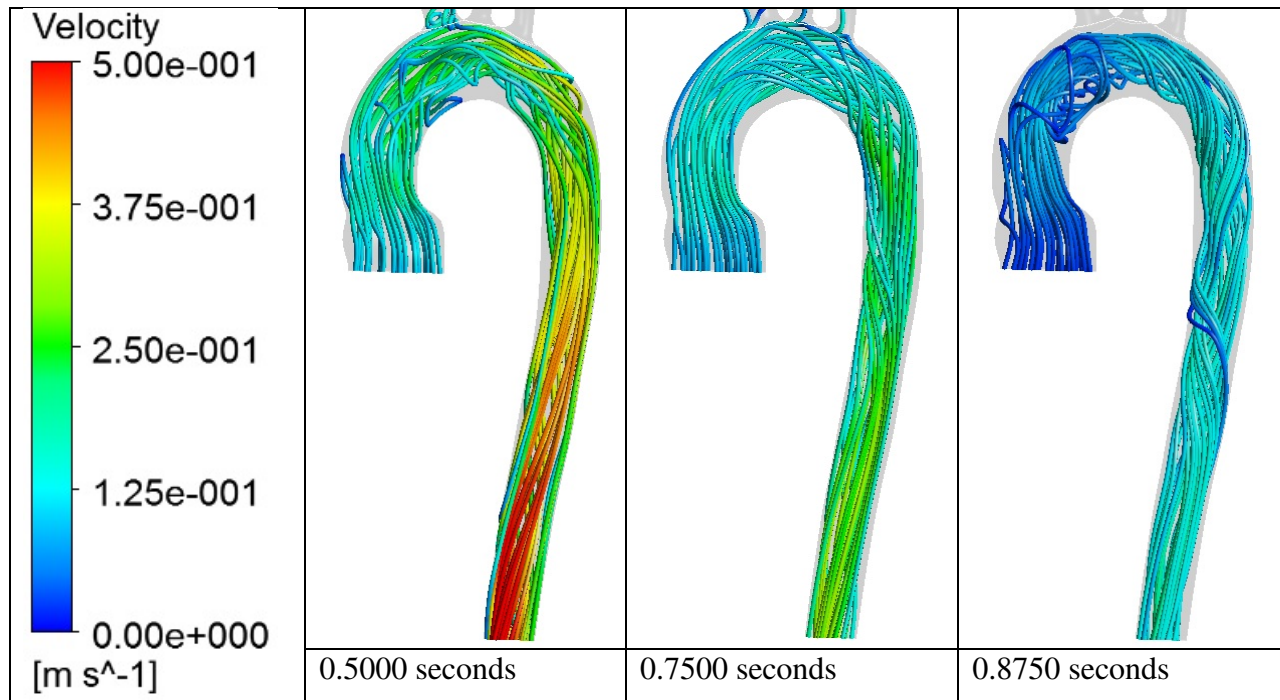 Velocity
5.00e-001
3.75e-001
2.50e-001
1.25e-001
0.00e+000
[m s^-1]
0.5000 seconds
0.7500 seconds
0.8750 seconds